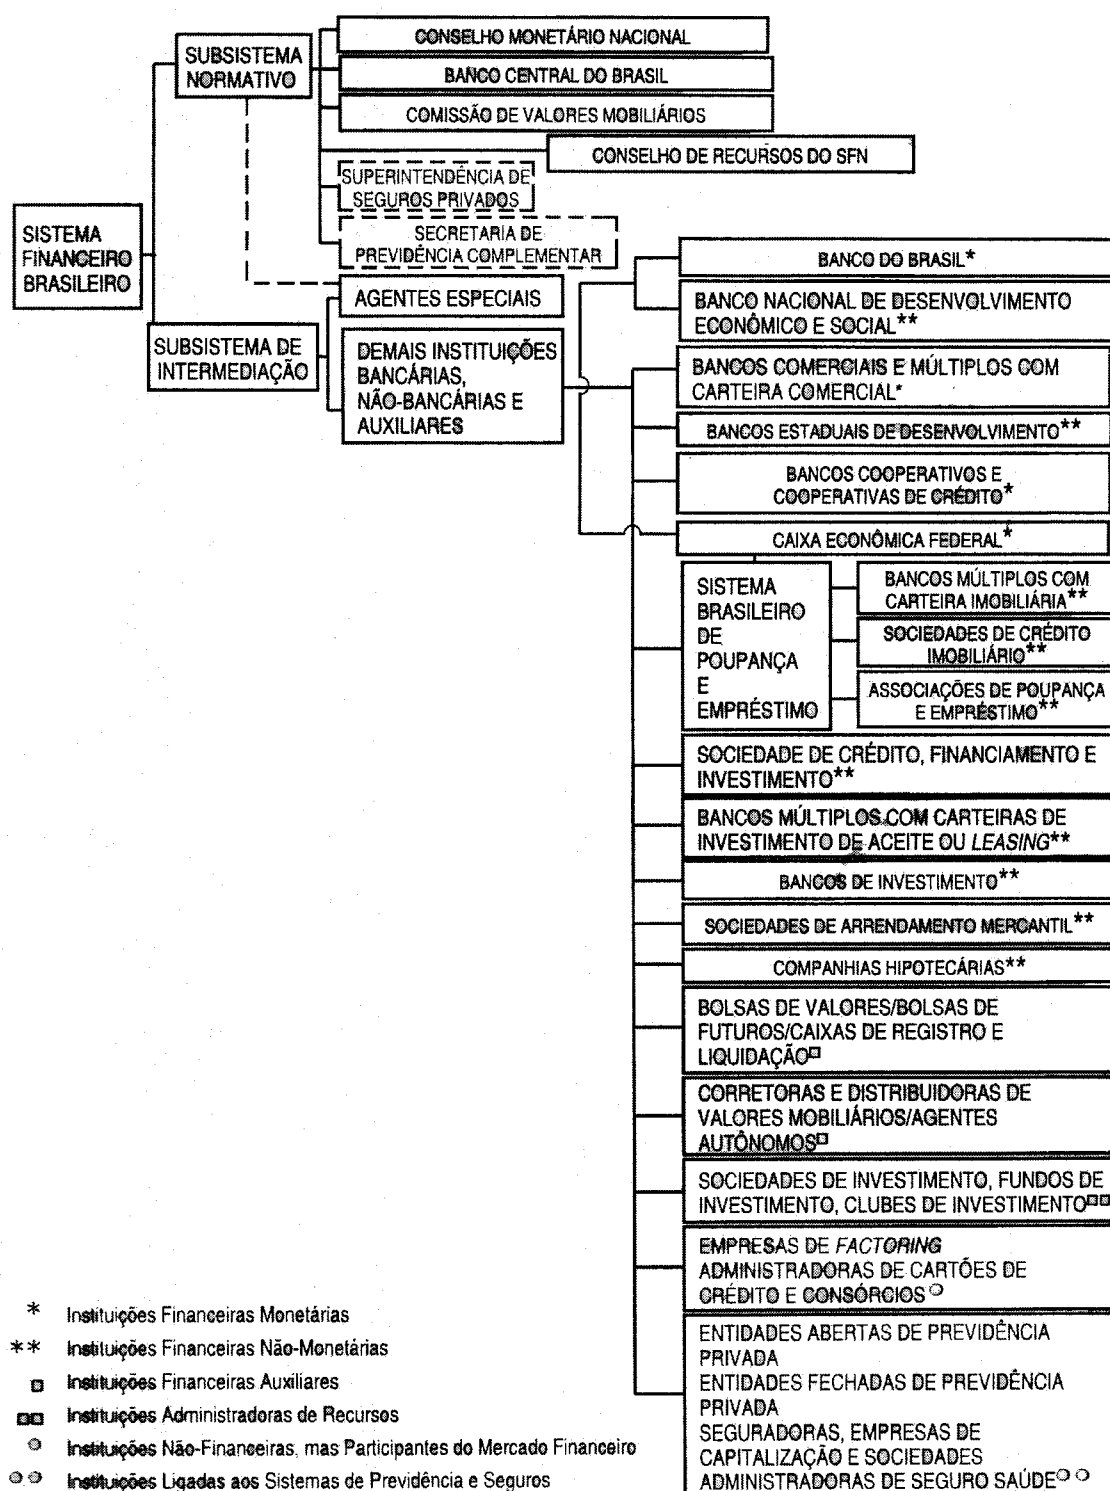 CONSELHO MONETÁRIO NACIONAL
SUBSISTEMA
NORMATIVO
BANCO CENTRAL DO BRASIL
COMISSÃO DE VALORES MOBILIÁRIOS
CONSELHO DE RECURSOS DO SFN
SUPERINTENDÊNCIA DE
SEGUROS PRIVADOS
SECRETARIA DE
PREVIDÊNCIA COMPLEMENTAR
SISTEMA
FINANCEIRO
BRASILEIRO
AGENTES ESPECIAIS
SUBSISTEMA DE
INTERMEDIAÇÃO
DEMAIS INSTITUIÇÕES
BANCÁRIAS,
NÃO-BANCÁRIAS E
AUXILIARES
BANCO DO BRASIL*
BANCO NACIONAL DE DESENVOLVIMENTO
ECONÔMICO E SOCIAL**
BANCOS COMERCIAIS E MÚLTIPLOS COM
CARTEIRA COMERCIAL*
BANCOS ESTADUAIS DE DESENVOLVIMENTO**
BANCOS COOPERATIVOS E
COOPERATIVAS DE CRÉDITO*
CAIXA ECONÔMICA FEDERAL*
SISTEMA
BRASILEIRO
DE
POUPANÇA
E
EMPRÉSTIMO
BANCOS MÚLTIPLOS COM
CARTEIRA IMOBILIÁRIA**
SOCIEDADES DE CRÉDITO
IMOBILIÁRIO**
ASSOCIAÇÕES DE POUPANÇA
E EMPRÉSTIMO**
SOCIEDADE DE CRÉDITO, FINANCIAMENTO E
INVESTIMENTO**
BANCOS MÚLTIPLOS COM CARTEIRAS DE
INVESTIMENTO DE ACEITE OU LEASING**
BANCOS DE INVESTIMENTO**
SOCIEDADES DE ARRENDAMENTO MERCANTIL**
COMPANHIAS HIPOTECÁRIAS**
BOLSAS DE VALORES/BOLSAS DE
FUTUROS/CAIXAS DE REGISTRO E
LIQUIDAÇÃO
CORRETORAS E DISTRIBUIDORAS DE
VALORES MOBILIÁRIOS/AGENTES
AUTÔNOMOS
SOCIEDADES DE INVESTIMENTO, FUNDOS DE
INVESTIMENTO, CLUBES DE INVESTIMENTO
EMPRESAS DE FACTORING
ADMINISTRADORAS DE CARTÕES DE
CRÉDITO E CONSÓRCIOS
ENTIDADES ABERTAS DE PREVIDÊNCIA
PRIVADA
ENTIDADES FECHADAS DE PREVIDÊNCIA
PRIVADA
SEGURADORAS, EMPRESAS DE
CAPITALIZAÇÃO E SOCIEDADES
ADMINISTRADORAS DE SEGURO SAÚDE
* Instituições Financeiras Monetárias
** Instituições Financeiras Não-Monetárias
Instituições Financeiras Auxiliares
Instituições Administradoras de Recursos
Instituições Não-Financeiras, mas Participantes do Mercado Financeiro
Instituições Ligadas aos Sistemas de Previdência e Seguros